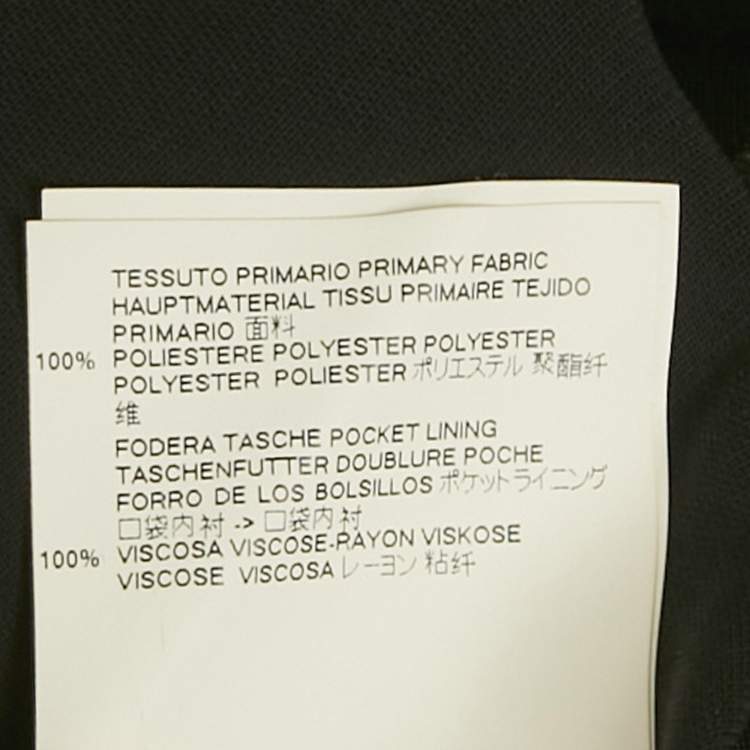 TESSUTO PRIMARIO PRIMARY FABRIC
HAUPTMATERIAL TISSU PRIMAIRE TEJIDO
PRIMARIO 面料
100% POLIESTERE POLYESTER POLYESTER
POLYESTER POLIESTER ポリエステル 聚酯纤
维
FODERA TASCHE POCKET LINING
TASCHENFUTTER DOUBLURE POCHE
FORRO DE LOS BOLSILLOS ポケットライニング
口袋内衬 -> 口袋内衬
100% VISCOSA VISCOSE-RAYON VISKOSE
VISCOSE VISCOSA レーヨン 粘纤